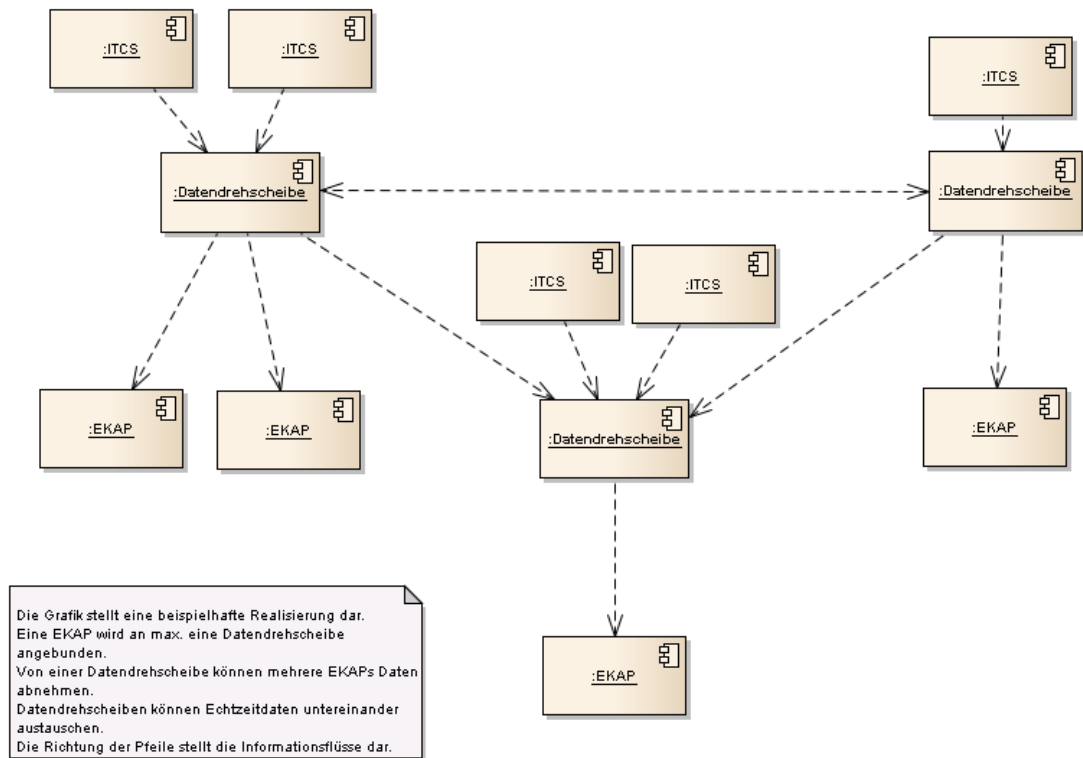 :ITCS
:ITCS
:ITCS
:Datendrehscheibe
:Datendrehscheibe
:ITCS
:ITCS
:EKAP
:EKAP
:Datendrehscheibe
:EKAP
:EKAP
Die Grafik stellt eine beispielhafte Realisierung dar.
Eine EKAP wird an max. eine Datendrehscheibe
angebunden.
Von einer Datendrehscheibe können mehrere EKAPs Daten
abnehmen.
Datendrehscheiben können Echtzeitdaten untereinander
austauschen.
Die Richtung der Pfeile stellt die Informationsflüsse dar.